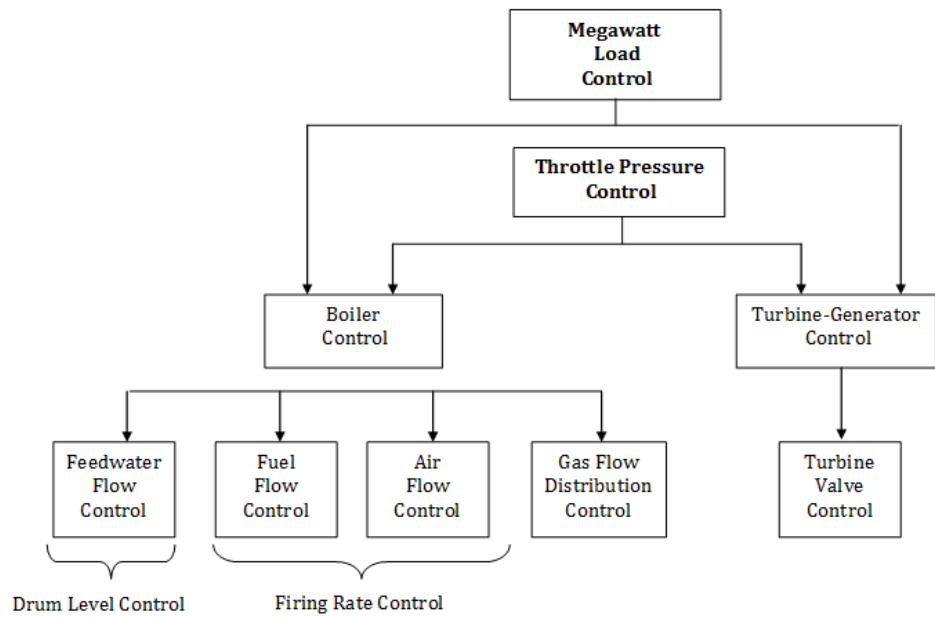 Megawatt
Load
Control
Throttle Pressure
Control
Boiler
Control
Turbine-Generator
Control
Feedwater
Flow
Control
Fuel
Flow
Control
Air
Flow
Control
Gas Flow
Distribution
Control
Turbine
Valve
Control
Drum Level Control
Firing Rate Control